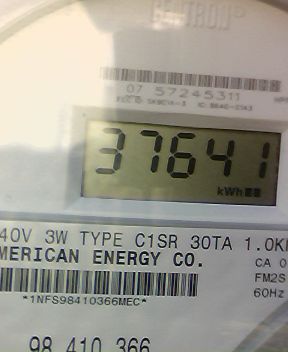 CENTRON®
07 57245311
37641
kWh
40V 3W TYPE C1SR 30TA 1.0K
MERICAN ENERGY CO.
CA 0
FM2S
60Hz
*1NFS98410366MEC*
98 410 366